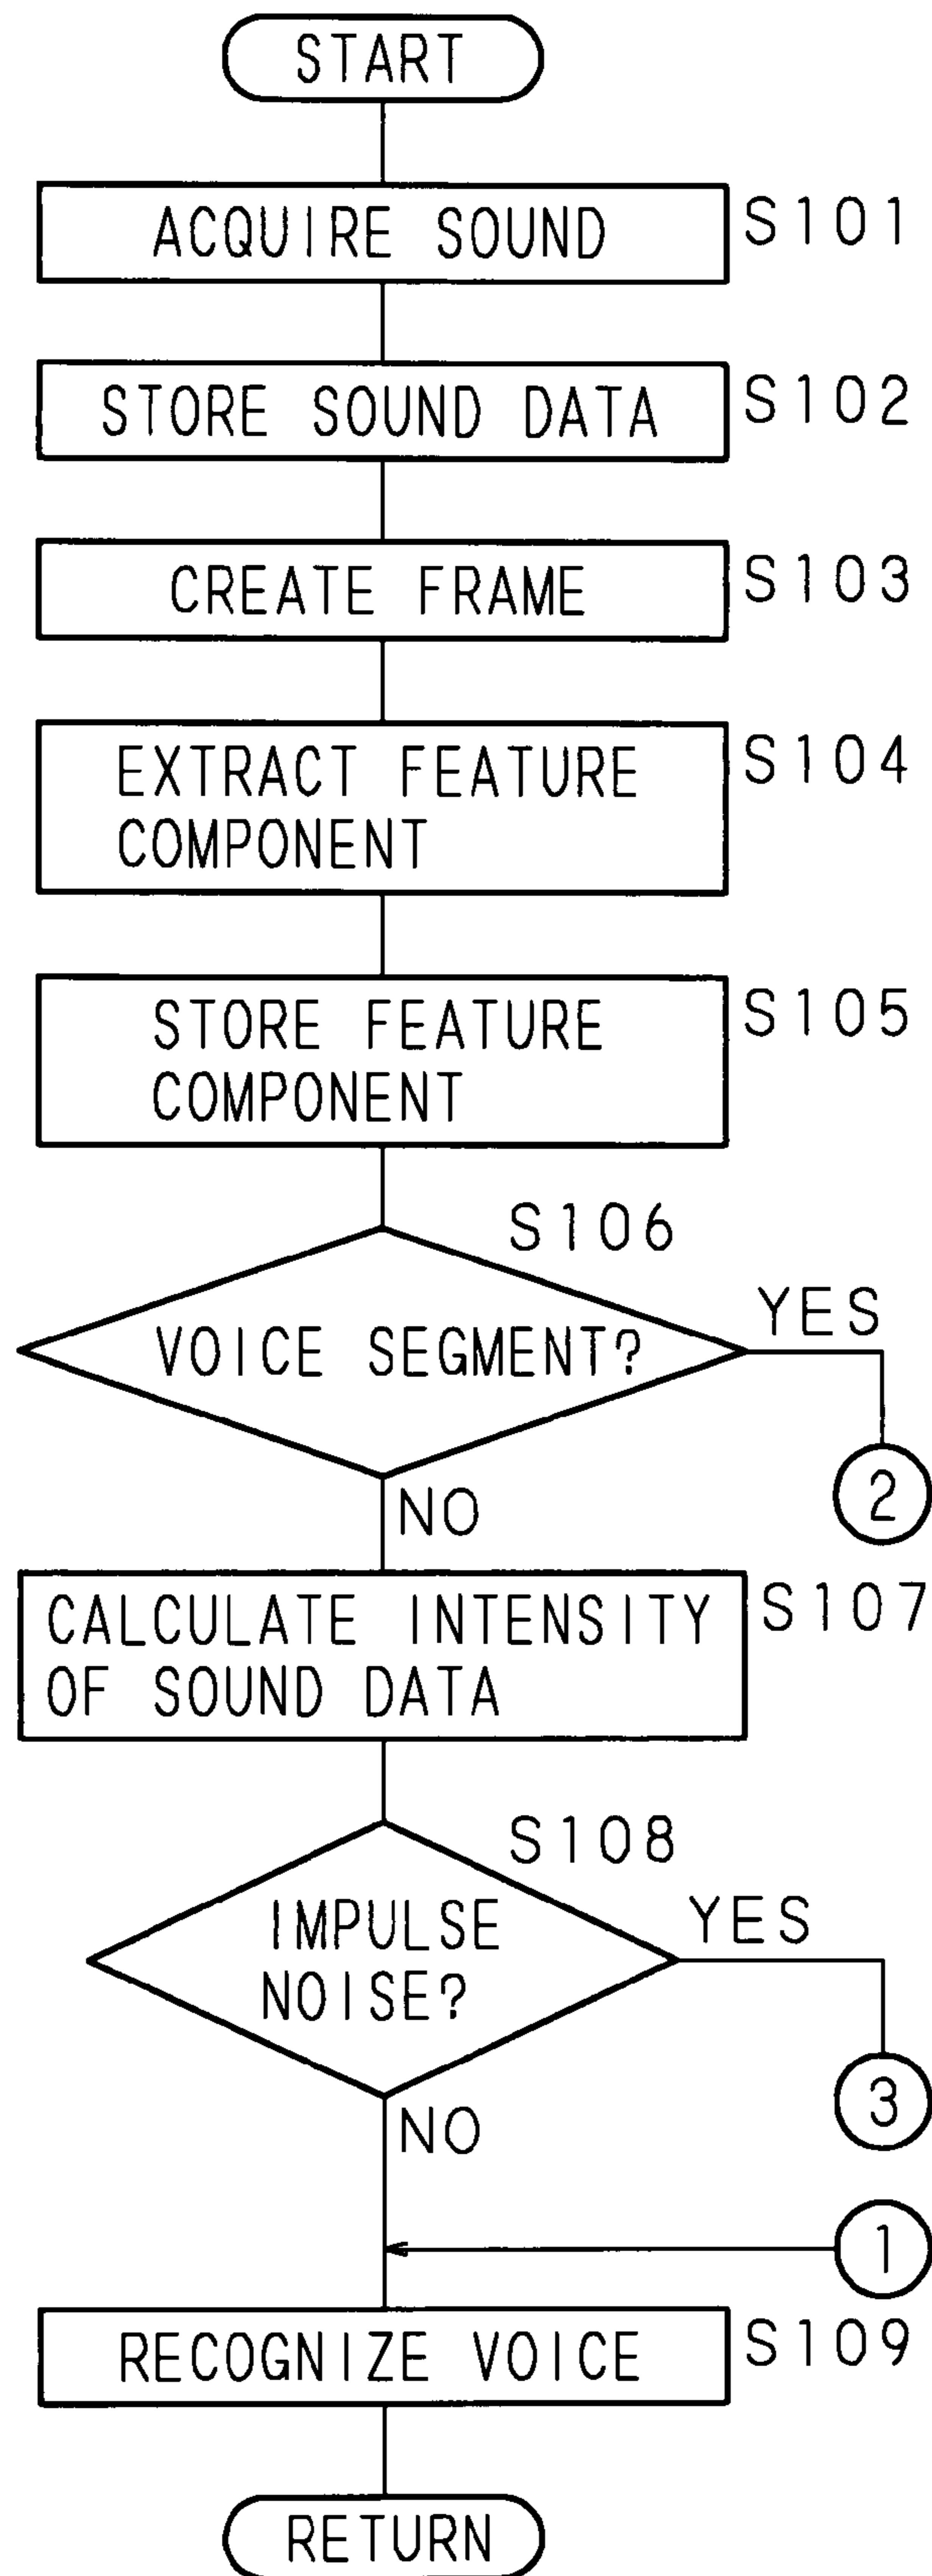 START
ACQUIRE SOUND
S101
STORE SOUND DATA
S102
CREATE FRAME
S103
EXTRACT FEATURE
COMPONENT
S104
STORE FEATURE
COMPONENT
S105
S106
VOICE SEGMENT?
YES
2
NO
CALCULATE INTENSITY
OF SOUND DATA
S107
S108
IMPULSE
NOISE?
YES
3
NO
1
RECOGNIZE VOICE
S109
RETURN